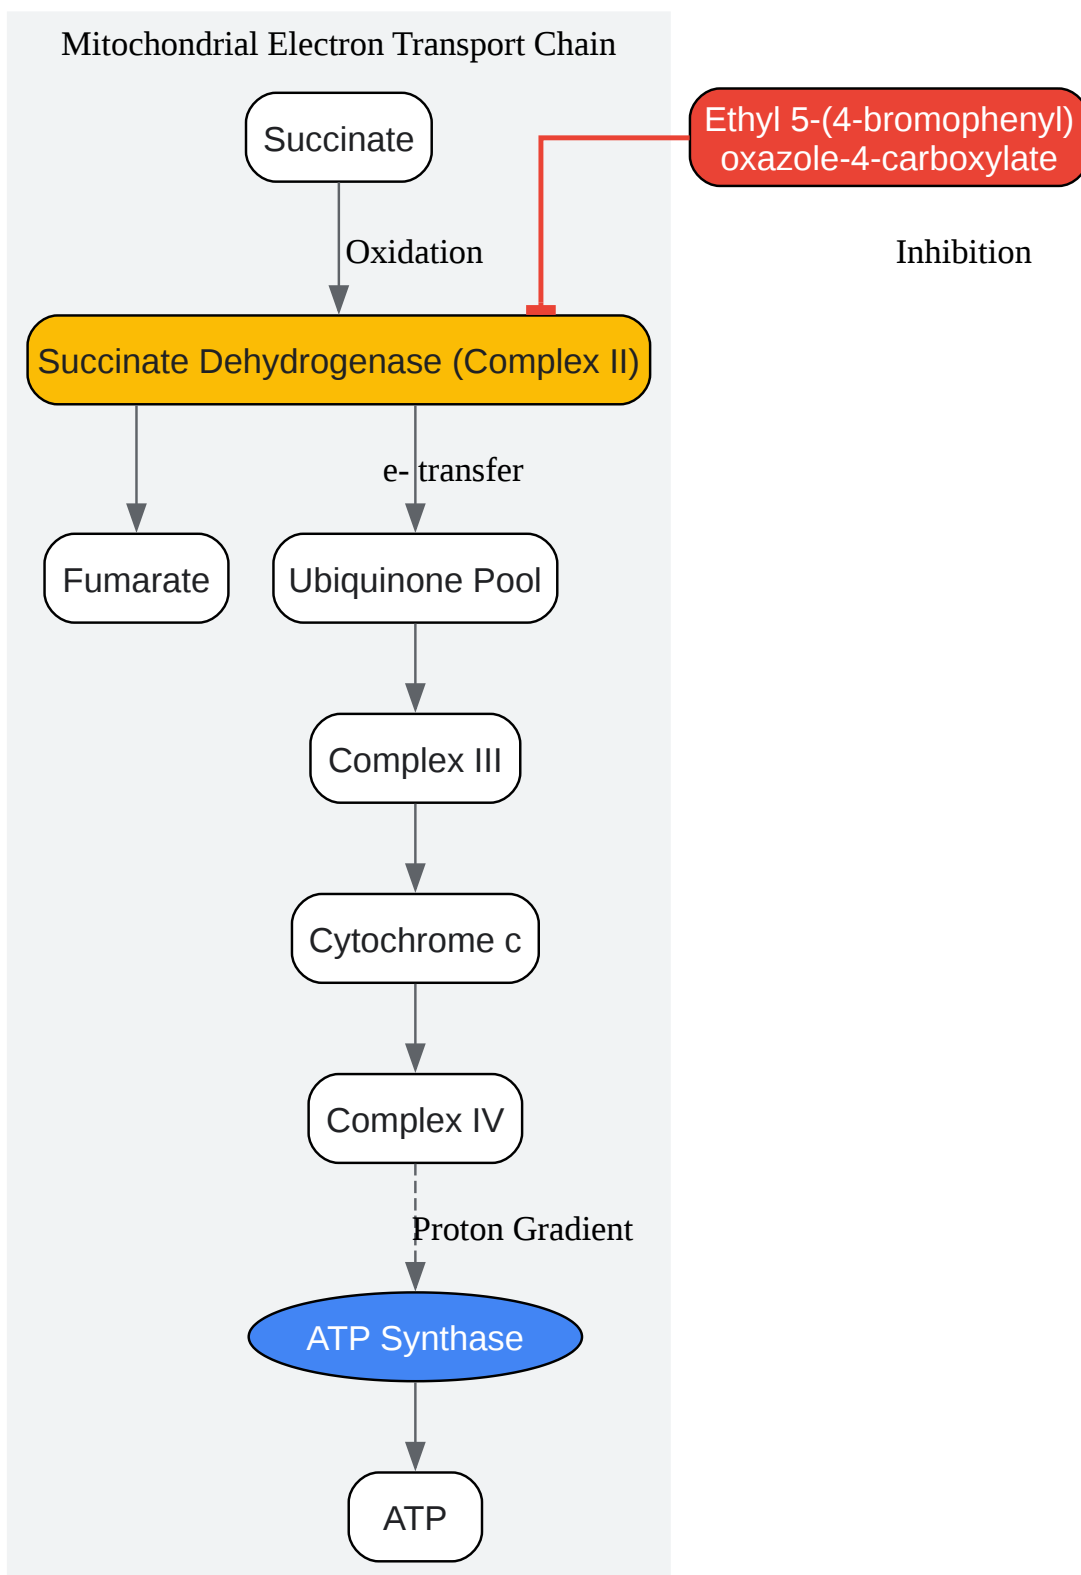 Mitochondrial Electron Transport Chain
Succinate
Ethyl 5-(4-bromophenyl)
oxazole-4-carboxylate
Oxidation
Inhibition
Succinate Dehydrogenase (Complex II)
e- transfer
Fumarate
Ubiquinone Pool
Complex III
Cytochrome c
Complex IV
Proton Gradient
ATP Synthase
ATP